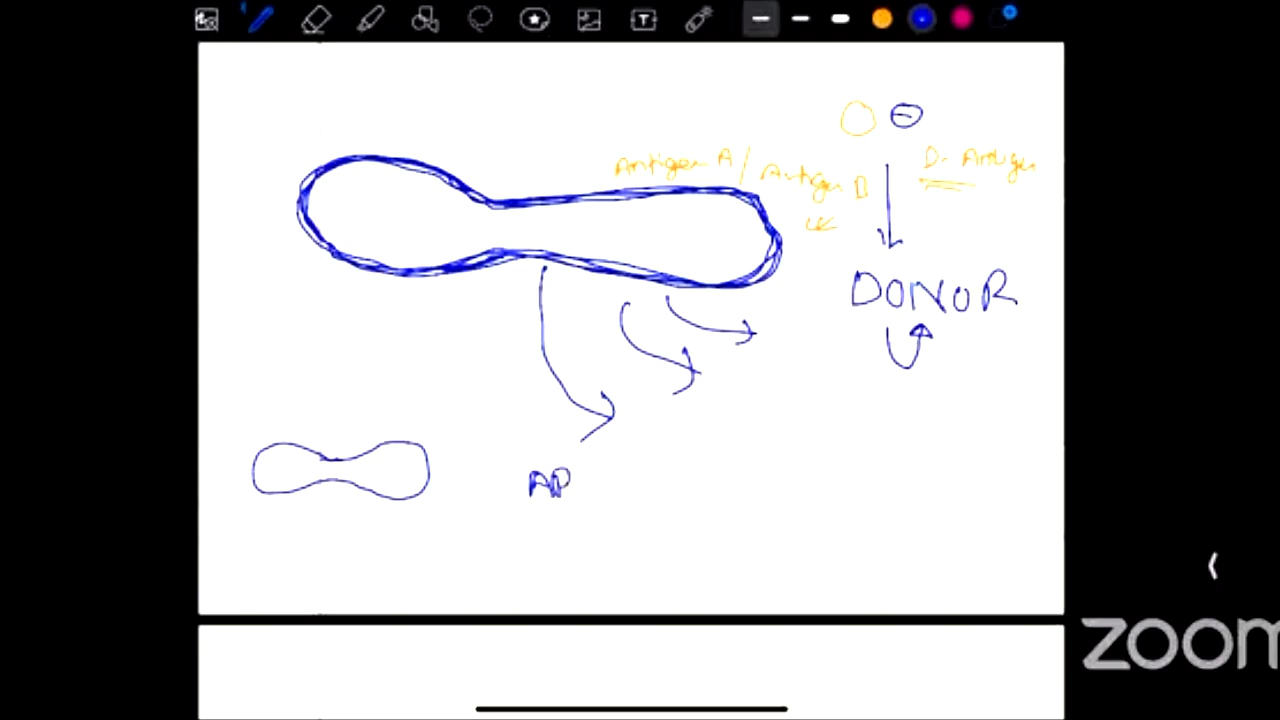 O ⊖
Antigen A / Antigen B
D- Antigen
DONOR
AP
zoom